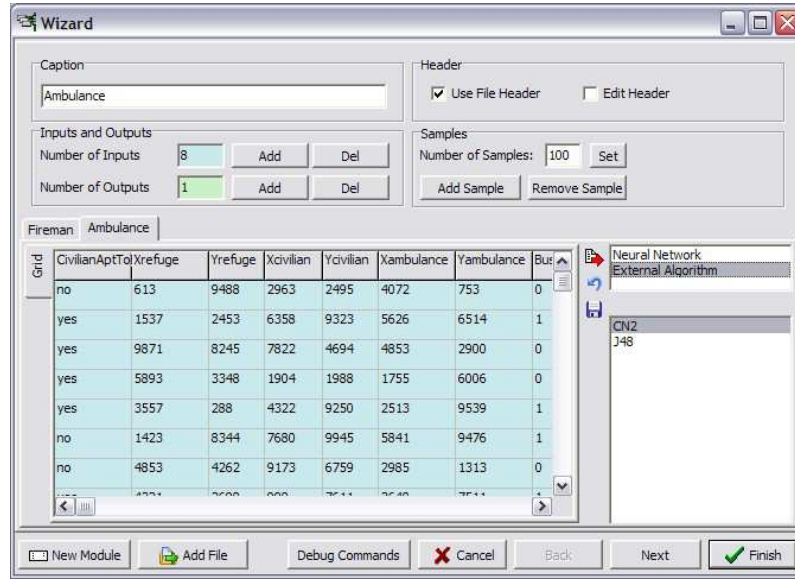 Wizard
Caption
Ambulance
Header
Use File Header Edit Header
Inputs and Outputs
Number of Inputs 8 Add Del
Number of Outputs 1 Add Del
Samples
Number of Samples: 100 Set
Add Sample Remove Sample
Fireman Ambulance
Grid
CivilianAptTo Xrefuge Yrefuge Xcivilian Ycivilian Xambulance Yambulance Bus
no 613 9488 2963 2495 4072 753 0
yes 1537 2453 6358 9323 5626 6514 1
yes 9871 8245 7822 4694 4853 2900 0
yes 5893 3348 1904 1988 1755 6006 0
yes 3557 288 4322 9250 2513 9539 1
no 1423 8344 7680 9945 5841 9476 1
no 4853 4262 9173 6759 2985 1313 0
Neural Network
External Algorithm
CN2
J48
New Module Add File Debug Commands Cancel Back Next Finish